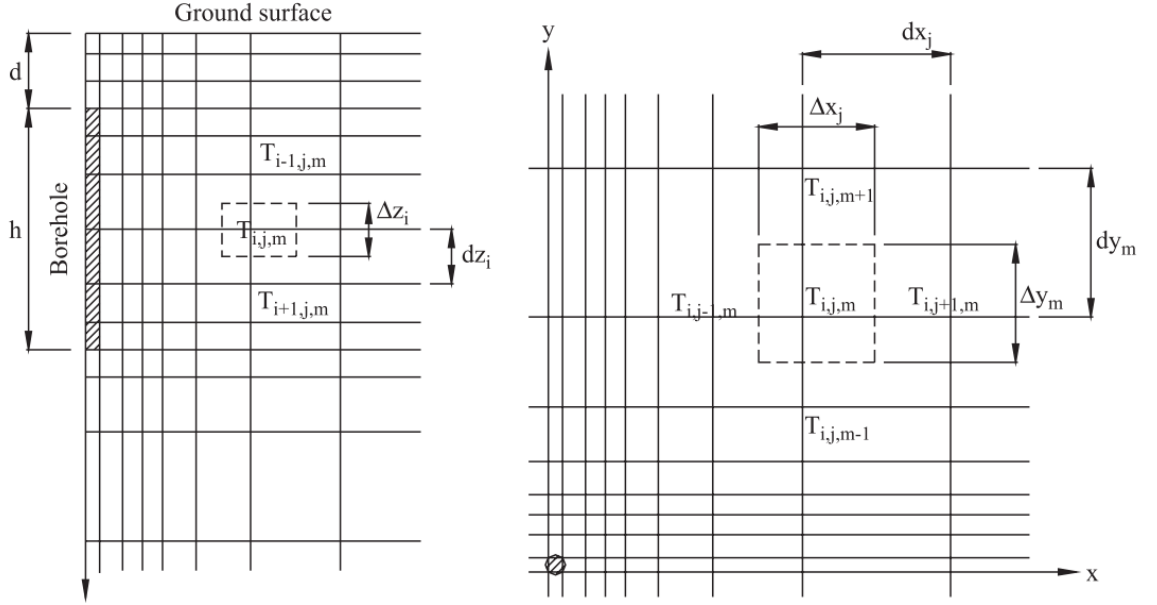 Ground surface
d
h
Borehole
T_{i-1,j,m}
T_{i,j,m}
T_{i+1,j,m}
Δz_i
dz_i
y
dx_j
Δx_j
T_{i,j,m+1}
T_{i,j-1,m}
T_{i,j,m}
T_{i,j+1,m}
T_{i,j,m-1}
Δy_m
dy_m
x